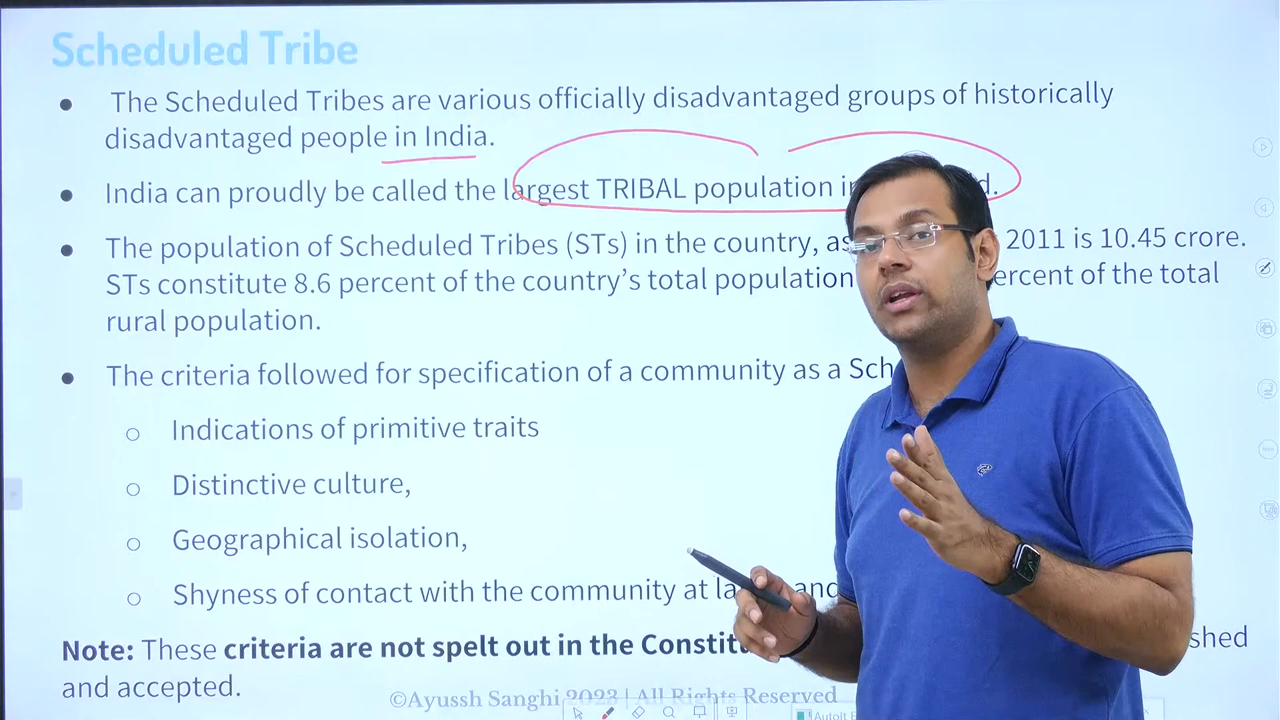 Scheduled Tribe
● The Scheduled Tribes are various officially disadvantaged groups of historically
disadvantaged people in India.
● India can proudly be called the largest TRIBAL population in
● The population of Scheduled Tribes (STs) in the country, as 2011 is 10.45 crore.
STs constitute 8.6 percent of the country's total population of the total
rural population.
● The criteria followed for specification of a community as a
○ Indications of primitive traits
○ Distinctive culture,
○ Geographical isolation,
○ Shyness of contact with the community at and
Note: These criteria are not spelt out in the
and accepted.
©Ayussh Sanghi 2023 | All Rights Reserved
AutoIt